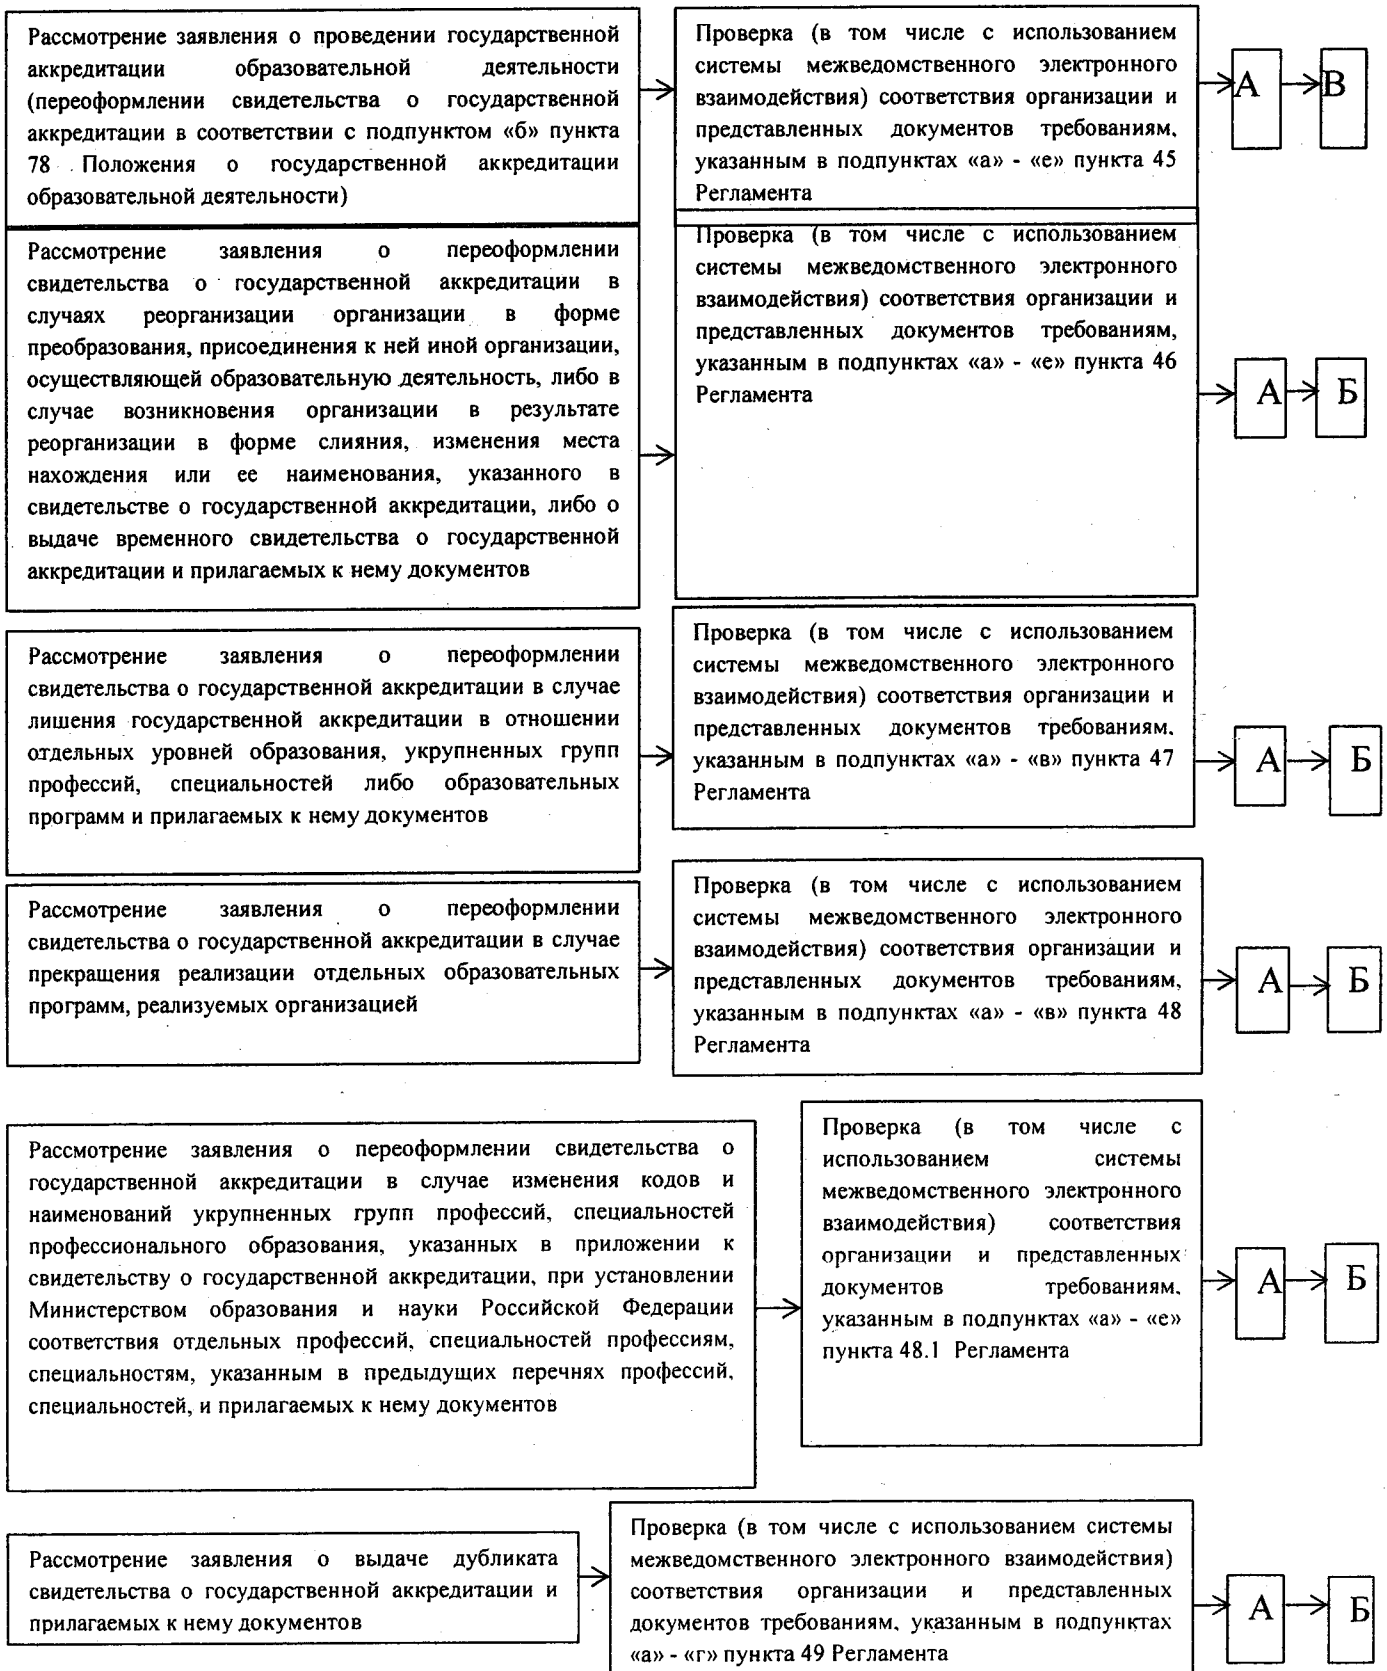 Рассмотрение заявления о проведении государственной
аккредитации образовательной деятельности
(переоформлении свидетельства о государственной
аккредитации в соответствии с подпунктом «б» пункта
78 . Положения о государственной аккредитации
образовательной деятельности)
Проверка (в том числе с использованием
системы межведомственного электронного
взаимодействия) соответствия организации и
представленных документов требованиям,
указанным в подпунктах «а» - «е» пункта 45
Регламента
А
В
Рассмотрение заявления о переоформлении
свидетельства о государственной аккредитации в
случаях реорганизации организации в форме
преобразования, присоединения к ней иной организации,
осуществляющей образовательную деятельность, либо в
случае возникновения организации в результате
реорганизации в форме слияния, изменения места
нахождения или ее наименования, указанного в
свидетельстве о государственной аккредитации, либо о
выдаче временного свидетельства о государственной
аккредитации и прилагаемых к нему документов
Проверка (в том числе с использованием
системы межведомственного электронного
взаимодействия) соответствия организации и
представленных документов требованиям,
указанным в подпунктах «а» - «е» пункта 46
Регламента
А
Б
Рассмотрение заявления о переоформлении
свидетельства о государственной аккредитации в случае
лишения государственной аккредитации в отношении
отдельных уровней образования, укрупненных групп
профессий, специальностей либо образовательных
программ и прилагаемых к нему документов
Проверка (в том числе с использованием
системы межведомственного электронного
взаимодействия) соответствия организации и
представленных документов требованиям,
указанным в подпунктах «а» - «в» пункта 47
Регламента
А
Б
Рассмотрение заявления о переоформлении
свидетельства о государственной аккредитации в случае
прекращения реализации отдельных образовательных
программ, реализуемых организацией
Проверка (в том числе с использованием
системы межведомственного электронного
взаимодействия) соответствия организации и
представленных документов требованиям,
указанным в подпунктах «а» - «в» пункта 48
Регламента
А
Б
Рассмотрение заявления о переоформлении свидетельства о
государственной аккредитации в случае изменения кодов и
наименований укрупненных групп профессий, специальностей
профессионального образования, указанных в приложении к
свидетельству о государственной аккредитации, при установлении
Министерством образования и науки Российской Федерации
соответствия отдельных профессий, специальностей профессиям,
специальностям, указанным в предыдущих перечнях профессий,
специальностей, и прилагаемых к нему документов
Проверка (в том числе с
использованием системы
межведомственного электронного
взаимодействия) соответствия
организации и представленных
документов требованиям,
указанным в подпунктах «а» - «е»
пункта 48.1 Регламента
А
Б
Рассмотрение заявления о выдаче дубликата
свидетельства о государственной аккредитации и
прилагаемых к нему документов
Проверка (в том числе с использованием системы
межведомственного электронного взаимодействия)
соответствия организации и представленных
документов требованиям, указанным в подпунктах
«а» - «г» пункта 49 Регламента
А
Б